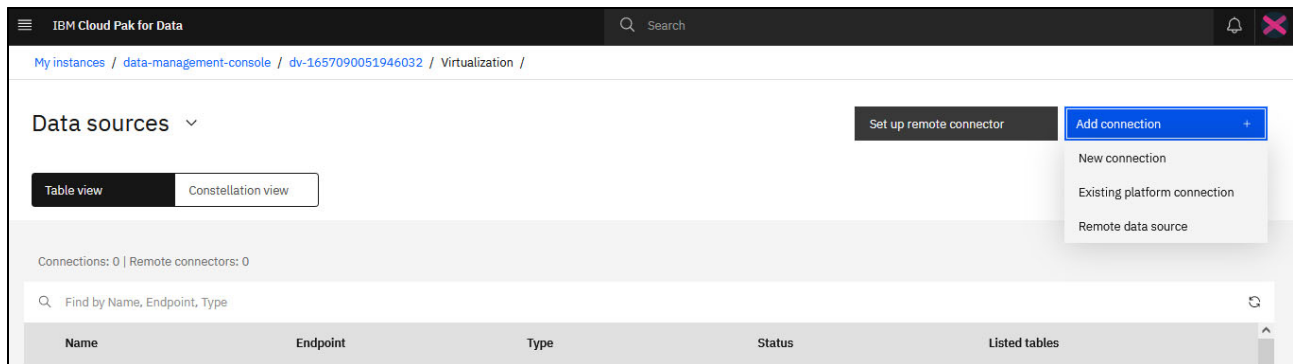 IBM Cloud Pak for Data
Search
My instances / data-management-console / dv-1657090051946032 / Virtualization /
Data sources
Set up remote connector
Add connection +
New connection
Existing platform connection
Remote data source
Table view
Constellation view
Connections: 0 | Remote connectors: 0
Find by Name, Endpoint, Type
Name Endpoint Type Status Listed tables